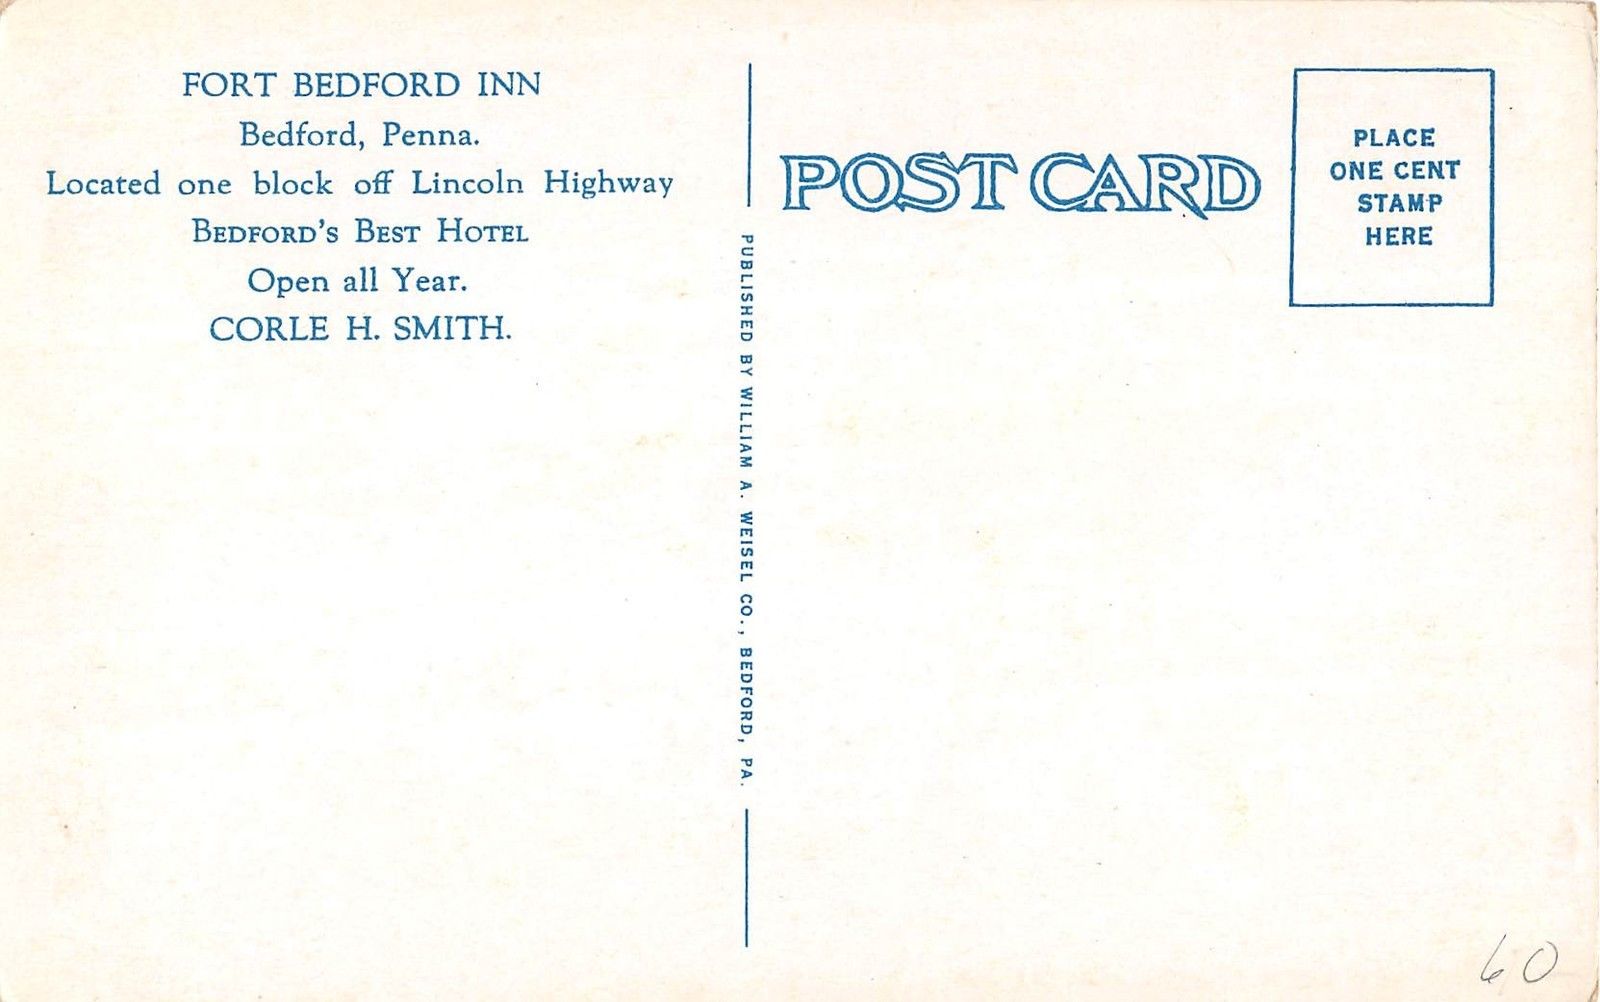 FORT BEDFORD INN
Bedford, Penna.
Located one block off Lincoln Highway
BEDFORD'S BEST HOTEL
Open all Year.
CORLE H. SMITH.
PUBLISHED BY WILLIAM A. WEISEL CO., BEDFORD, PA.
POST CARD
PLACE
ONE CENT
STAMP
HERE
60